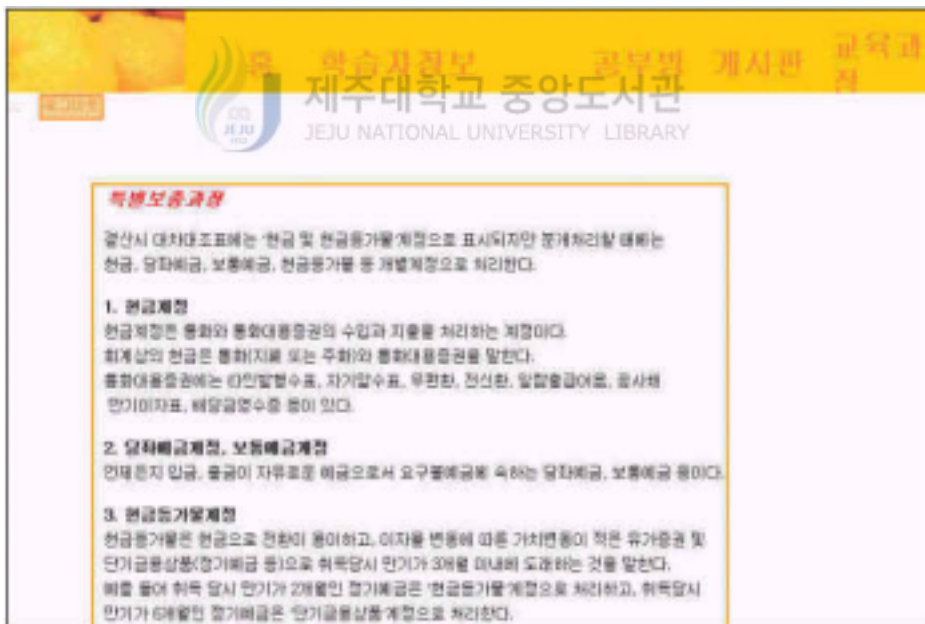 홈 학습자정보 공부방 게시판 교육과정
제주대학교 중앙도서관
JEJU NATIONAL UNIVERSITY LIBRARY
JEJU
1952
특별보충과정
결산시 대차대조표에는 '현금 및 현금등가물'계정으로 표시되지만 분개처리할 때에는
현금, 당좌예금, 보통예금, 현금등가물 등 개별계정으로 처리한다.
1. 현금계정
현금계정은 통화와 통화대용증권의 수입과 지출을 처리하는 계정이다.
회계상의 현금은 통화(지폐 또는 주화)와 통화대용증권을 말한다.
통화대용증권에는 타인발행수표, 자기앞수표, 우편환, 전신환, 일람출급어음, 공사채
만기이자표, 배당금영수증 등이 있다.
2. 당좌예금계정, 보통예금계정
언제든지 입금, 출금이 자유로운 예금으로서 요구불예금에 속하는 당좌예금, 보통예금 등이다.
3. 현금등가물계정
현금등가물은 현금으로 전환이 용이하고, 이자율 변동에 따른 가치변동이 적은 유가증권 및
단기금융상품(정기예금 등)으로 취득당시 만기가 3개월 이내에 도래하는 것을 말한다.
예를 들어 취득 당시 만기가 2개월인 정기예금은 '현금등가물'계정으로 처리하고, 취득당시
만기가 6개월인 정기예금은 '단기금융상품'계정으로 처리한다.